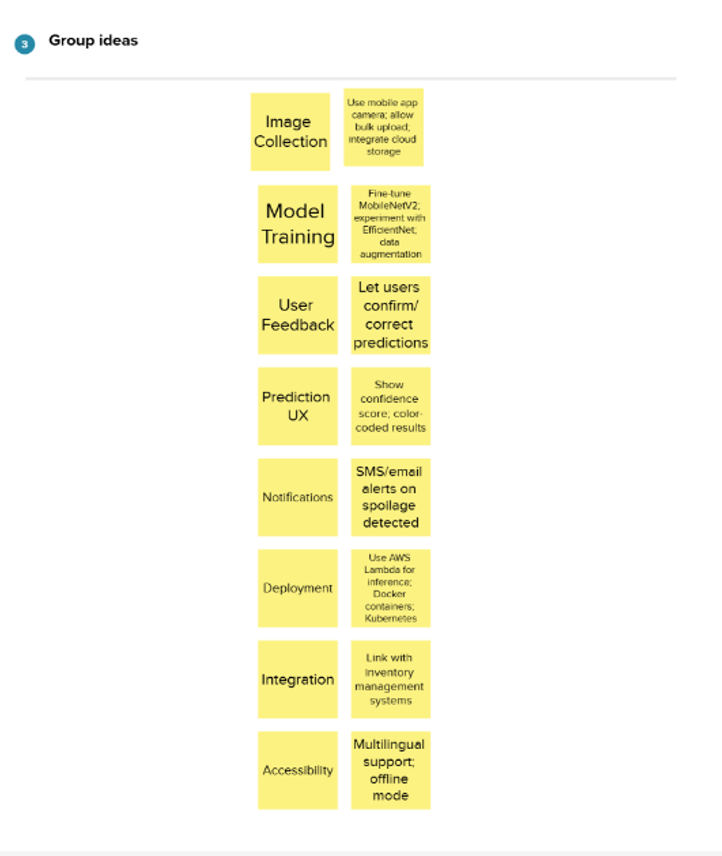 3
Group ideas
Image
Collection
Use mobile app
camera; allow
bulk upload;
integrate cloud
storage
Model
Training
Fine-tune
MobileNetV2;
experiment with
EfficientNet;
data
augmentation
User
Feedback
Let users
confirm/
correct
predictions
Prediction
UX
Show
confidence
score; color-
coded results
Notifications
SMS/email
alerts on
spoilage
detected
Deployment
Use AWS
Lambda for
inference;
Docker
containers;
Kubernetes
Integration
Link with
inventory
management
systems
Accessibility
Multilingual
support;
offline
mode